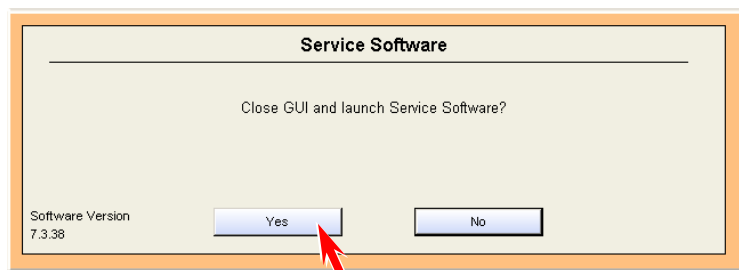 Service Software
Close GUI and launch Service Software?
Software Version
7.3.38
Yes
No